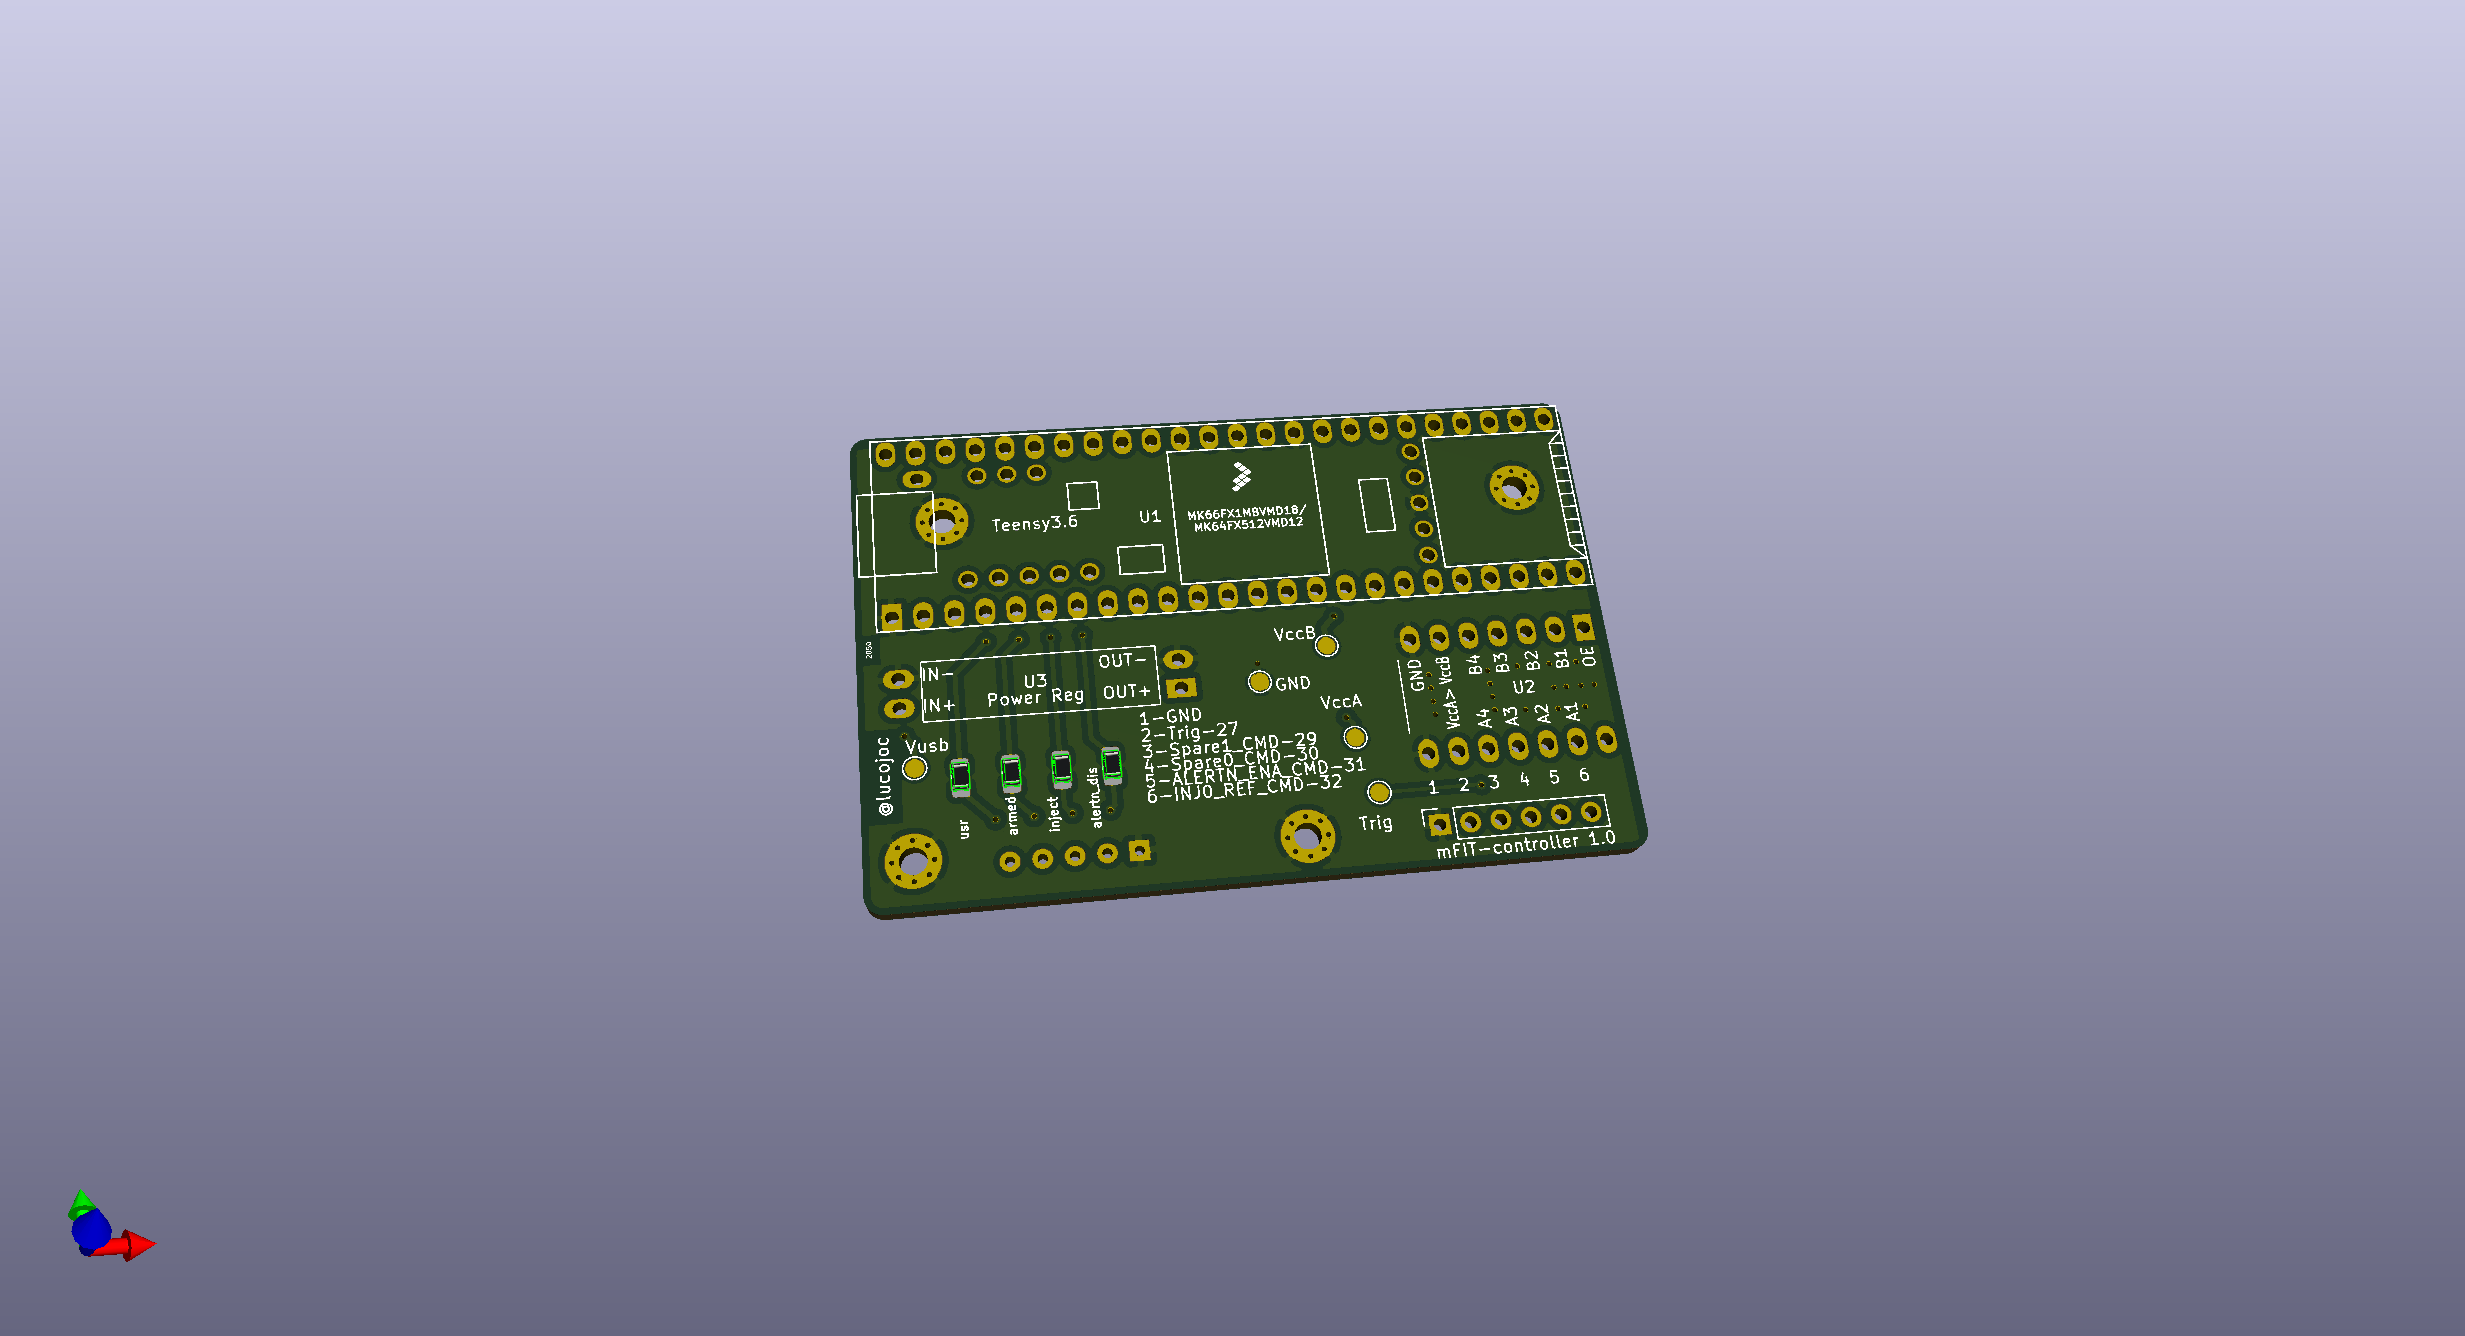 Teensy3.6
U1
MK66FX1M0VMD18/
MK64FX512VMD12
2050
IN-
IN+
U3
Power Reg
OUT-
OUT+
VccB
GND
VccA
GND
VccB
B4
B3
B2
B1
OE
VccA>
A4
A3
A2
A1
U2
@lucojac
Vusb
usr
armed
inject
alertn_dis
1-GND
2-Trig-27
3-Spare1_CMD-29
4-Spare0_CMD-30
5-ALERTN_ENA_CMD-31
6-INJO_REF_CMD-32
Trig
1 2 3 4 5 6
mFIT-controller 1.0